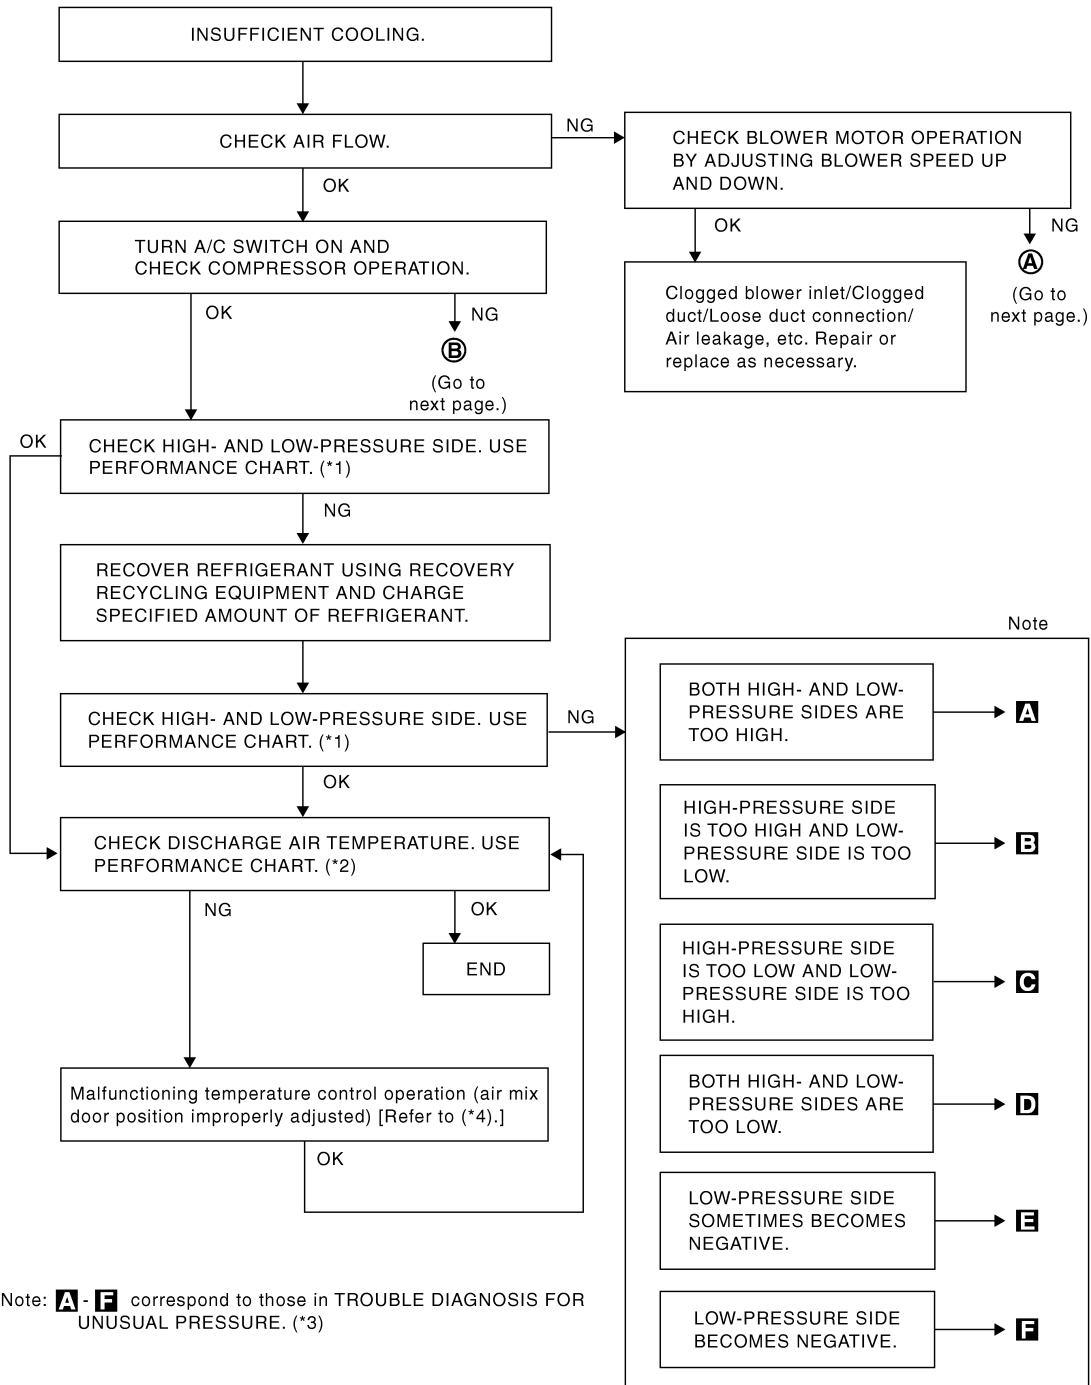 INSUFFICIENT COOLING.
CHECK AIR FLOW.
NG
CHECK BLOWER MOTOR OPERATION
BY ADJUSTING BLOWER SPEED UP
AND DOWN.
OK
OK
NG
TURN A/C SWITCH ON AND
CHECK COMPRESSOR OPERATION.
A
(Go to
next page.)
Clogged blower inlet/Clogged
duct/Loose duct connection/
Air leakage, etc. Repair or
replace as necessary.
OK
NG
B
(Go to
next page.)
OK
CHECK HIGH- AND LOW-PRESSURE SIDE. USE
PERFORMANCE CHART. (*1)
NG
RECOVER REFRIGERANT USING RECOVERY
RECYCLING EQUIPMENT AND CHARGE
SPECIFIED AMOUNT OF REFRIGERANT.
CHECK HIGH- AND LOW-PRESSURE SIDE. USE
PERFORMANCE CHART. (*1)
NG
OK
CHECK DISCHARGE AIR TEMPERATURE. USE
PERFORMANCE CHART. (*2)
NG
OK
END
Malfunctioning temperature control operation (air mix
door position improperly adjusted) [Refer to (*4).]
OK
Note
BOTH HIGH- AND LOW-
PRESSURE SIDES ARE
TOO HIGH.
A
HIGH-PRESSURE SIDE
IS TOO HIGH AND LOW-
PRESSURE SIDE IS TOO
LOW.
B
HIGH-PRESSURE SIDE
IS TOO LOW AND LOW-
PRESSURE SIDE IS TOO
HIGH.
C
BOTH HIGH- AND LOW-
PRESSURE SIDES ARE
TOO LOW.
D
LOW-PRESSURE SIDE
SOMETIMES BECOMES
NEGATIVE.
E
LOW-PRESSURE SIDE
BECOMES NEGATIVE.
F
Note: A - F correspond to those in TROUBLE DIAGNOSIS FOR
UNUSUAL PRESSURE. (*3)